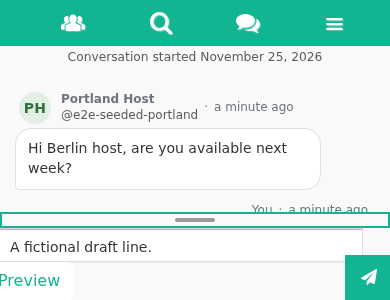 Conversation started November 25, 2026
PH
Portland Host
@e2e-seeded-portland · a minute ago
Hi Berlin host, are you available next
week?
You · a minute ago
A fictional draft line.
Preview